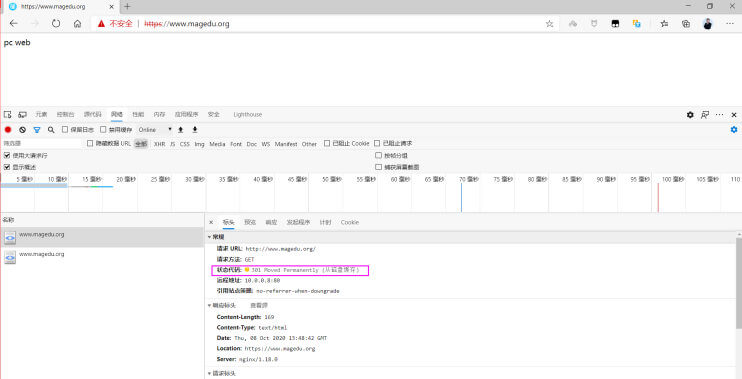 https://www.magedu.org
不安全 | https://www.magedu.org
pc web
元素 控制台 源代码 网络 性能 内存 应用程序 安全 Lighthouse
保留日志 禁用缓存 Online
筛选器 隐藏数据 URL 全部 XHR JS CSS Img Media Font Doc WS Manifest Other 已阻止 Cookie 已阻止请求
使用大请求行 按帧分组
显示概述 捕获屏幕截图
5 毫秒 10 毫秒 15 毫秒 20 毫秒 25 毫秒 30 毫秒 35 毫秒 40 毫秒 45 毫秒 50 毫秒 55 毫秒 60 毫秒 65 毫秒 70 毫秒 75 毫秒 80 毫秒 85 毫秒 90 毫秒 95 毫秒 100 毫秒 105 毫秒 110
名称 × 标头 预览 响应 发起程序 计时 Cookie
www.magedu.org
www.magedu.org
常规
请求 URL: http://www.magedu.org/
请求方法: GET
状态代码: 301 Moved Permanently (从磁盘缓存)
远程地址: 10.0.0.8:80
引用站点策略: no-referrer-when-downgrade
响应标头 查看源
Content-Length: 169
Content-Type: text/html
Date: Thu, 08 Oct 2020 15:48:42 GMT
Location: https://www.magedu.org
Server: nginx/1.18.0
请求标头